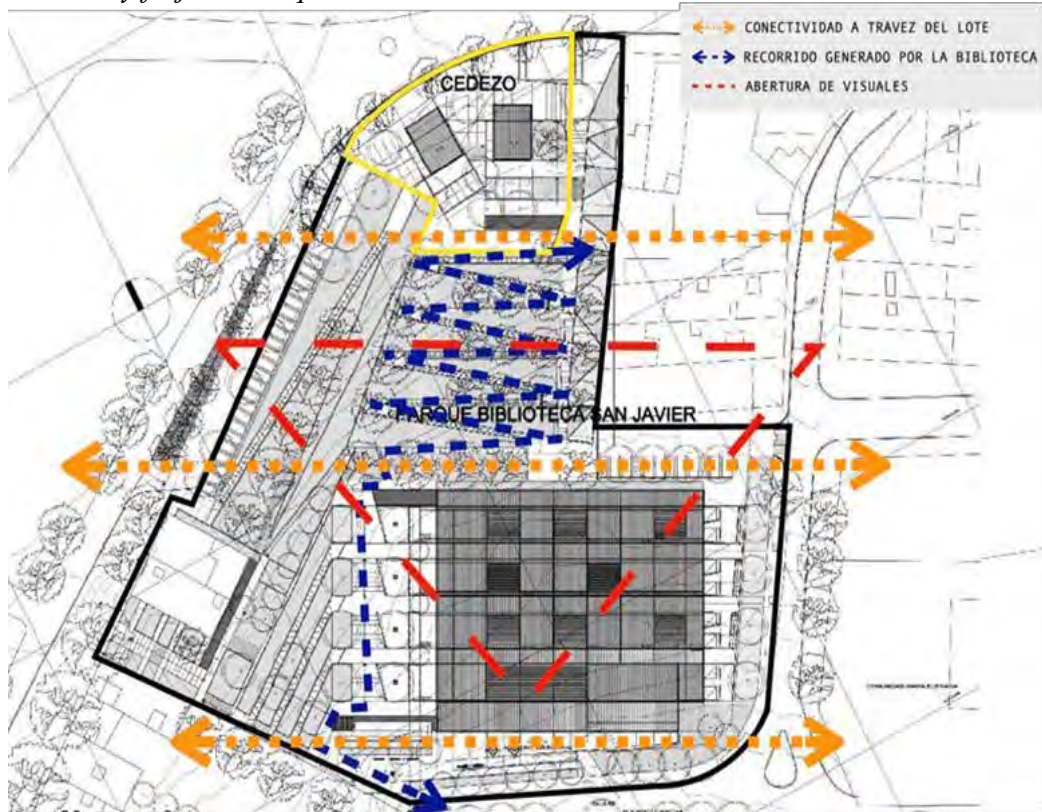 CONECTIVIDAD A TRAVEZ DEL LOTE
RECORRIDO GENERADO POR LA BIBLIOTECA
ABERTURA DE VISUALES
CEDEZO
PARQUE BIBLIOTECA SAN JAVIER